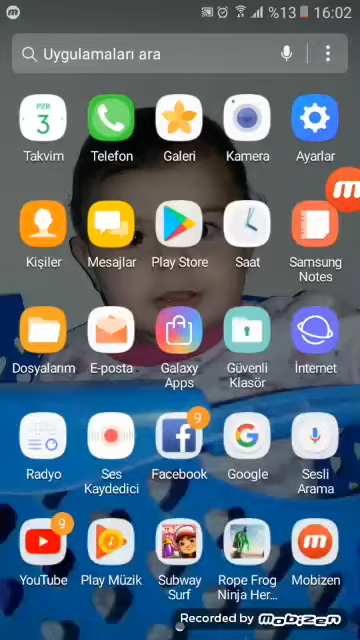 %13 16:02
Uygulamaları ara
PZR
3
Takvim Telefon Galeri Kamera Ayarlar
Kişiler Mesajlar Play Store Saat Samsung
Notes
Dosyalarım E-posta Galaxy Güvenli İnternet
Apps Klasör
9
Radyo Ses Facebook Google Sesli
Kaydedici Arama
9
YouTube Play Müzik Subway Rope Frog Mobizen
Surf Ninja Her...
Recorded by Mobizen